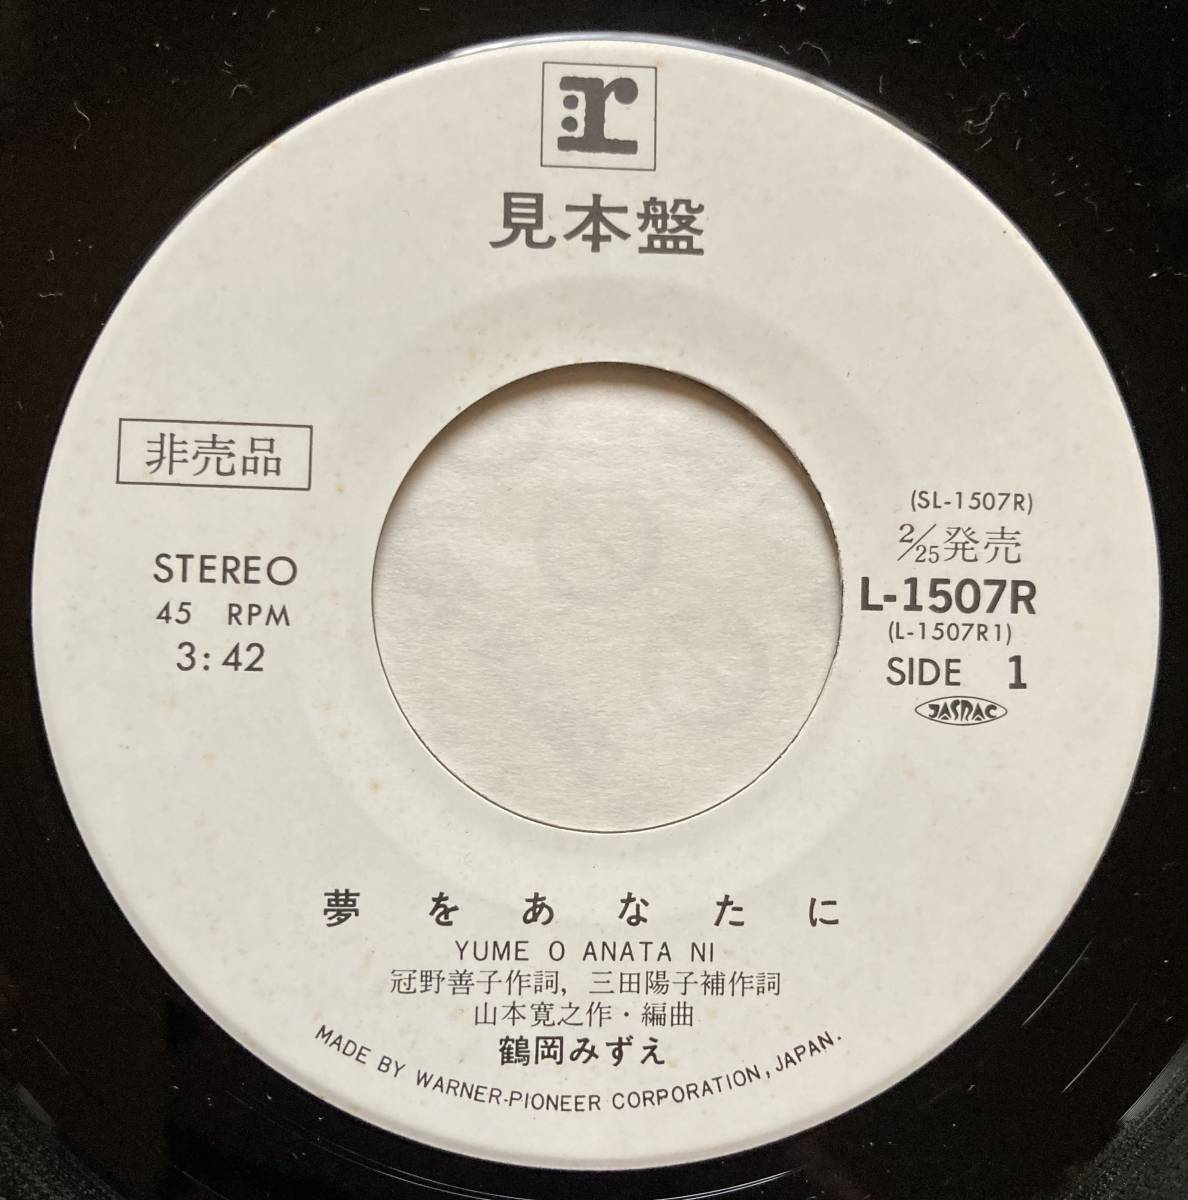 r
見本盤
非売品
STEREO
45 RPM
3:42
(SL-1507R)
2/25発売
L-1507R
(L-1507R1)
SIDE 1
JASRAC
夢をあなたに
YUME O ANATA NI
冠野善子作詞, 三田陽子補作詞
山本寛之作・編曲
鶴岡みずえ
MADE BY WARNER-PIONEER CORPORATION, JAPAN.